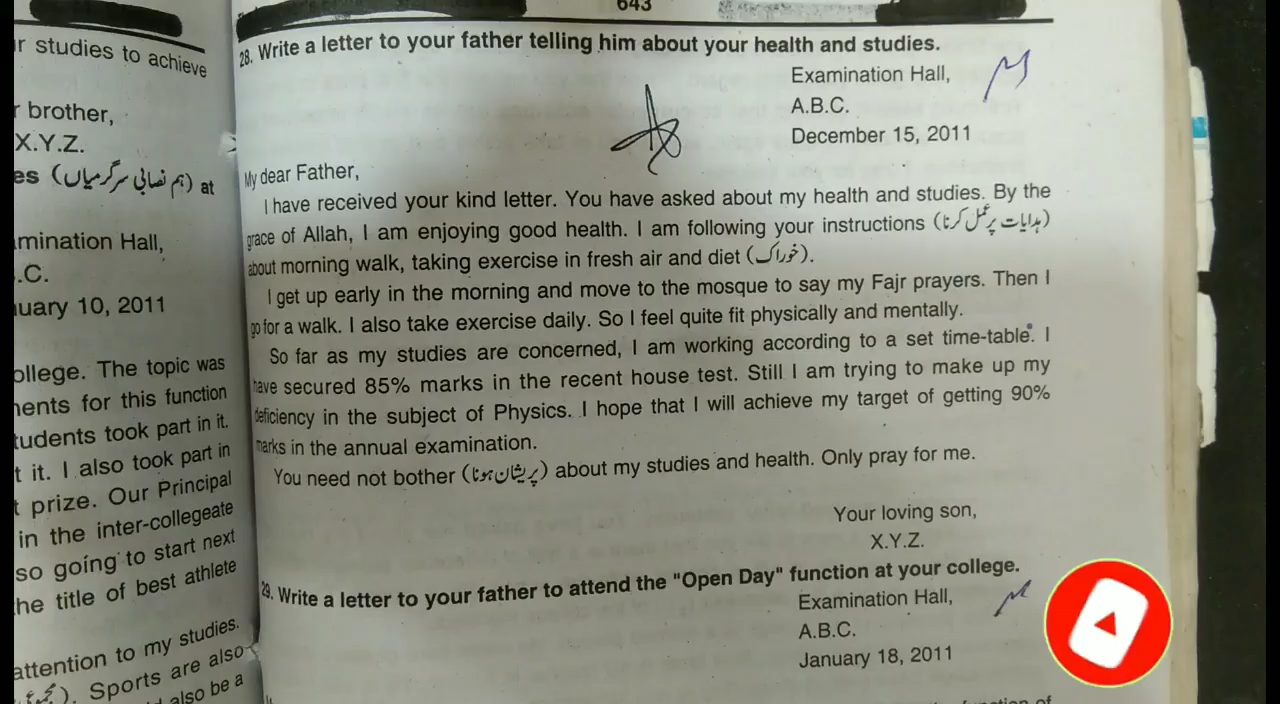 643
r studies to achieve
r brother,
X.Y.Z.
es (ہم نصابی سرگرمیاں) at
mination Hall,
.C.
uary 10, 2011
ollege. The topic was
ents for this function
tudents took part in it.
t it. I also took part in
t prize. Our Principal
in the inter-collegeate
so going to start next
he title of best athlete
attention to my studies.
). Sports are also
also be a
28. Write a letter to your father telling him about your health and studies.
Examination Hall,
A.B.C.
December 15, 2011
My dear Father,
I have received your kind letter. You have asked about my health and studies. By the
grace of Allah, I am enjoying good health. I am following your instructions (ہدایات پر عمل کرنا)
about morning walk, taking exercise in fresh air and diet (خوراک).
I get up early in the morning and move to the mosque to say my Fajr prayers. Then I
go for a walk. I also take exercise daily. So I feel quite fit physically and mentally.
So far as my studies are concerned, I am working according to a set time-table. I
have secured 85% marks in the recent house test. Still I am trying to make up my
deficiency in the subject of Physics. I hope that I will achieve my target of getting 90%
marks in the annual examination.
You need not bother (پریشان ہونا) about my studies and health. Only pray for me.
Your loving son,
X.Y.Z.
29. Write a letter to your father to attend the "Open Day" function at your college.
Examination Hall,
A.B.C.
January 18, 2011